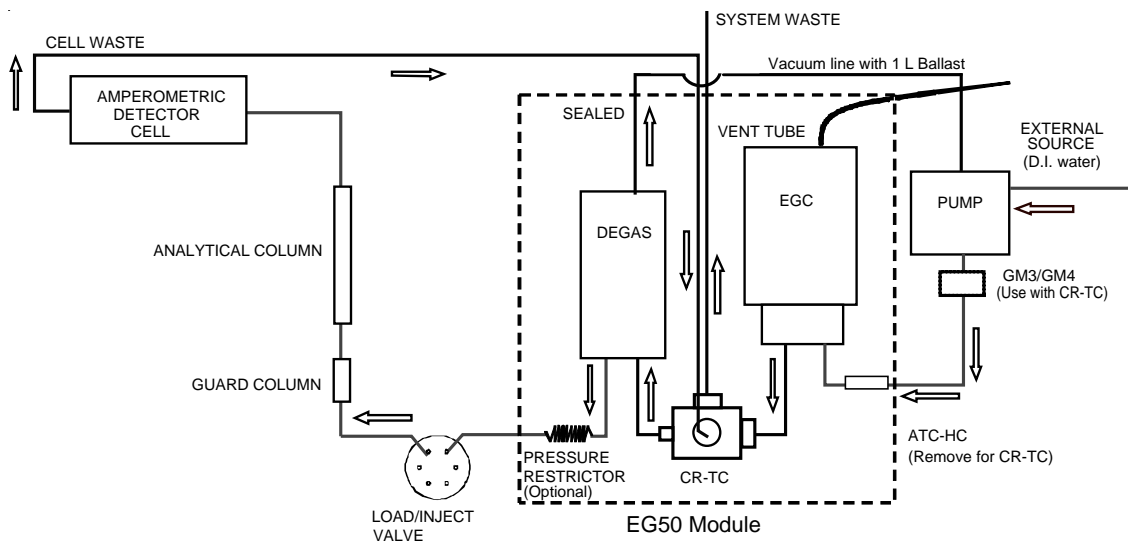 SYSTEM WASTE
CELL WASTE
Vacuum line with 1 L Ballast
AMPEROMETRIC
DETECTOR
CELL
SEALED
VENT TUBE
EXTERNAL
SOURCE
(D.I. water)
EGC
PUMP
DEGAS
ANALYTICAL COLUMN
GM3/GM4
(Use with CR-TC)
GUARD COLUMN
ATC-HC
(Remove for CR-TC)
PRESSURE
RESTRICTOR
(Optional)
CR-TC
LOAD/INJECT
VALVE
EG50 Module